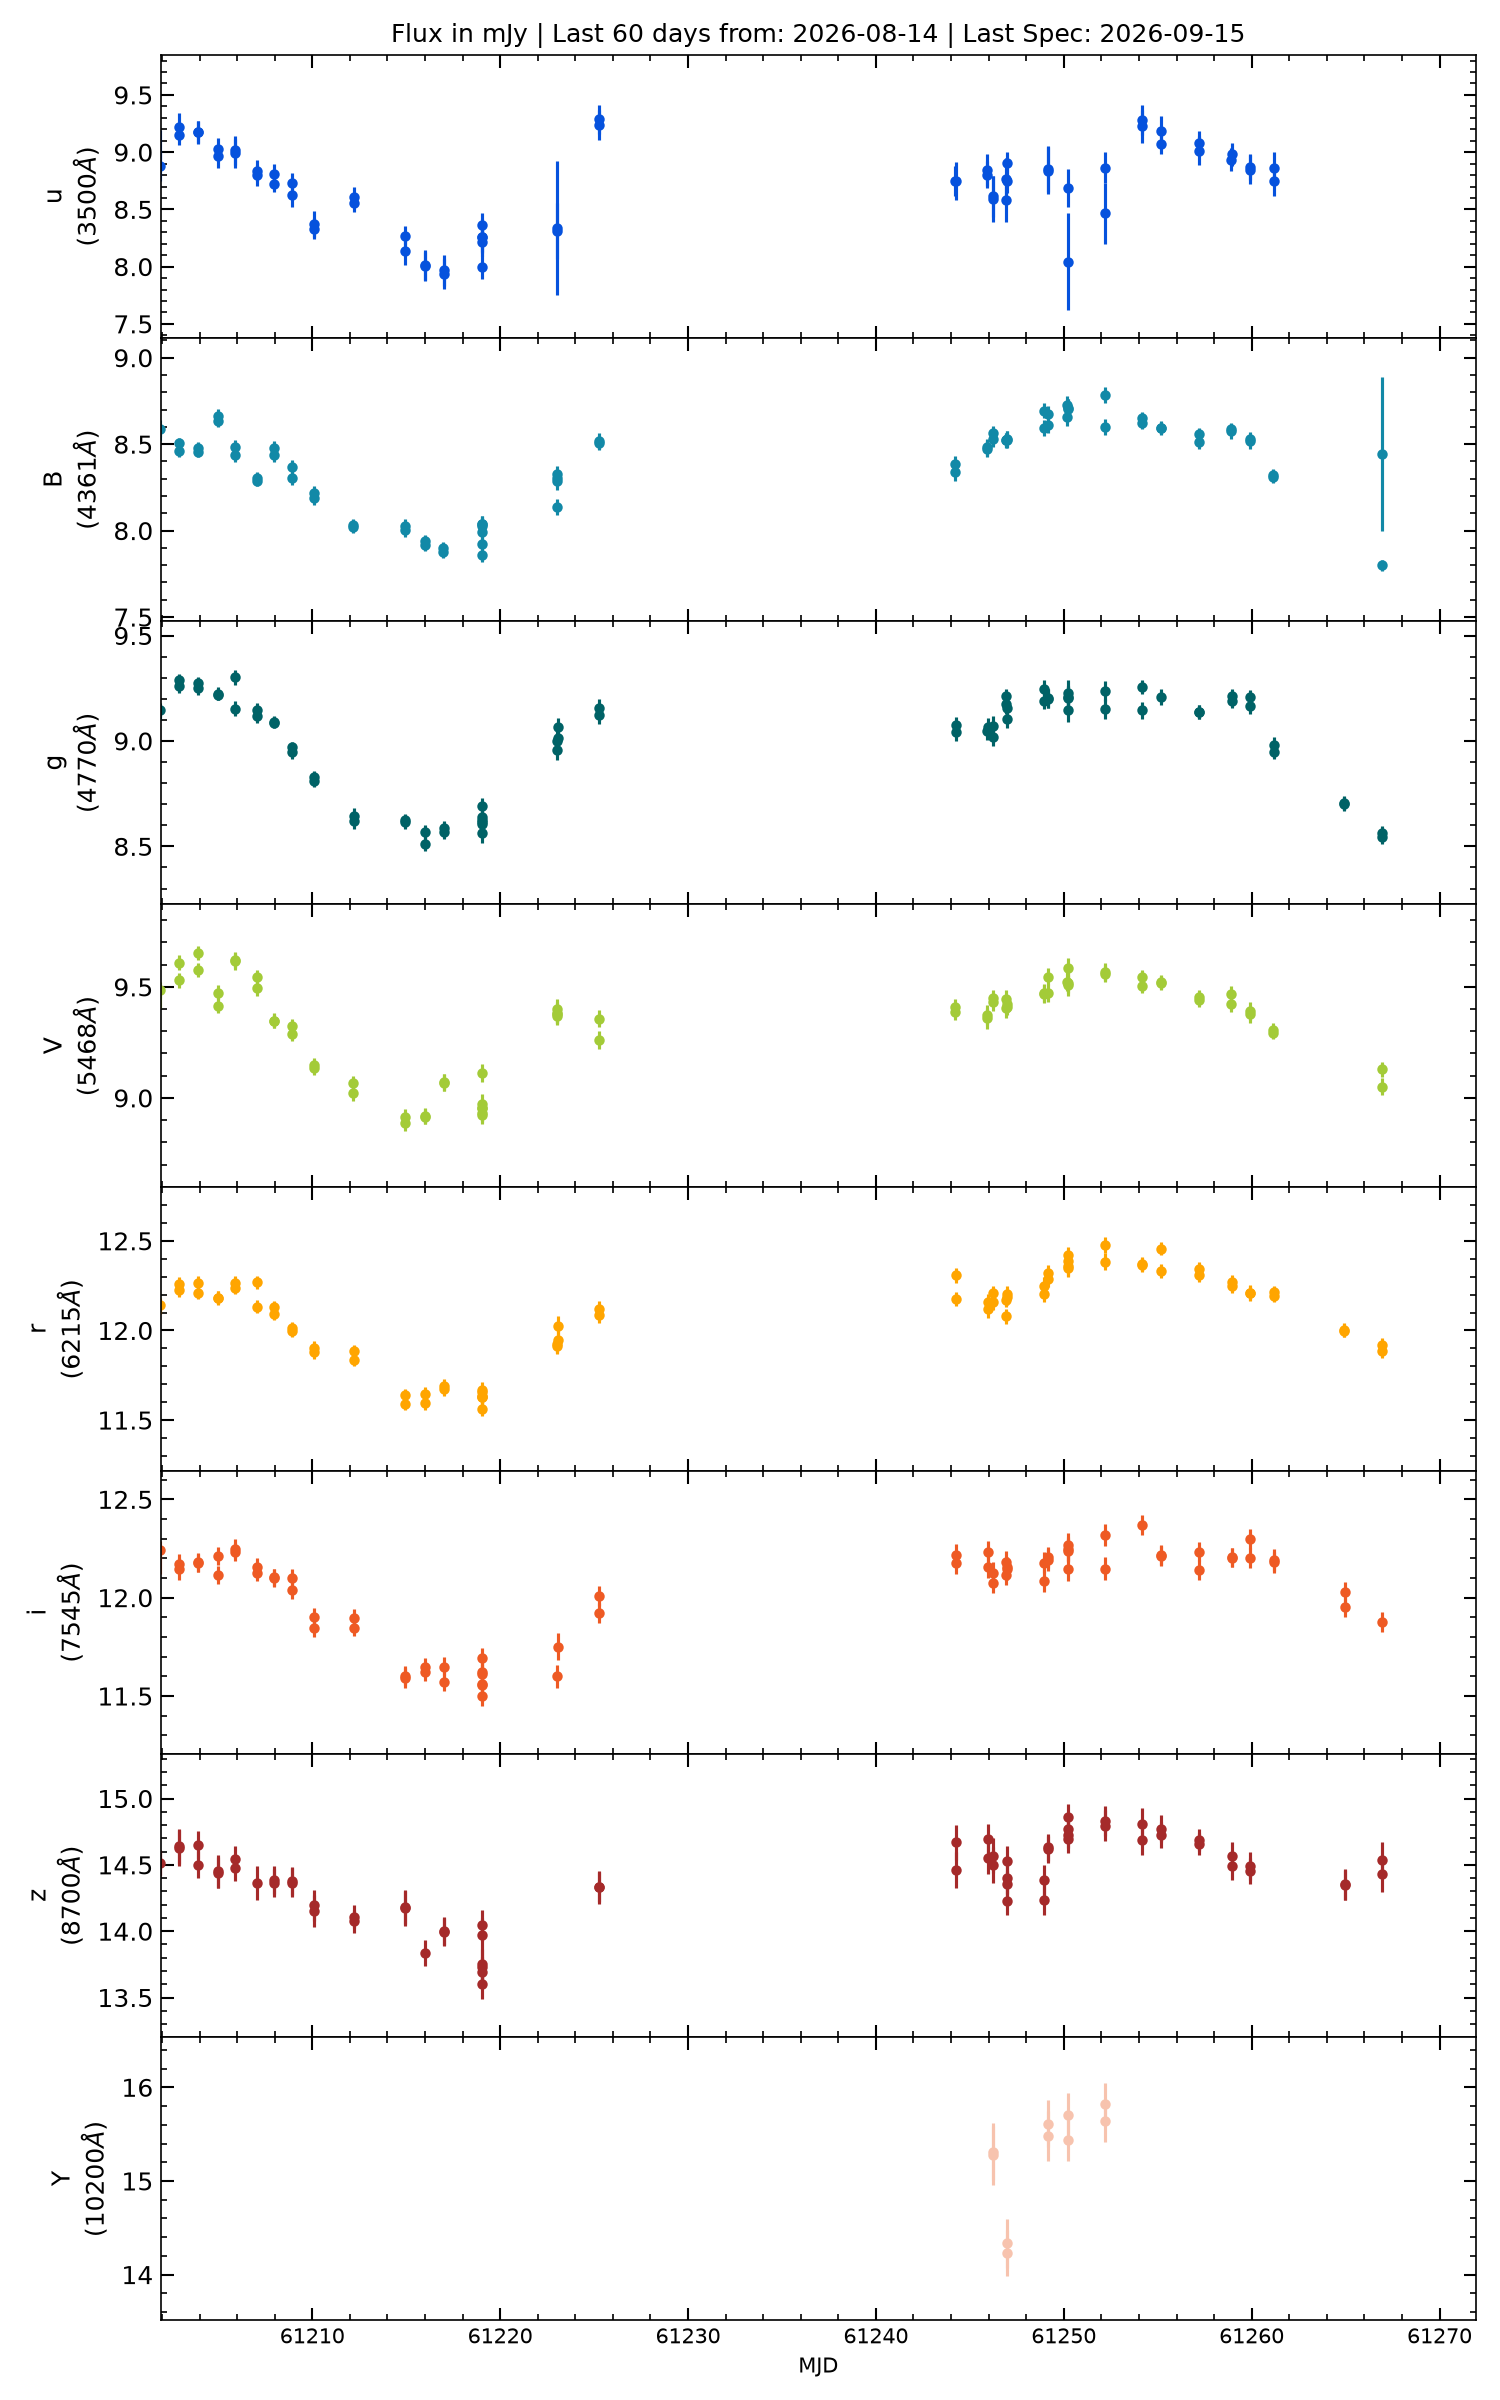 Flux in mJy | Last 60 days from: 2026-08-14 | Last Spec: 2026-09-15
9.5
9.0
8.5
8.0
7.5
u
(3500Å)
9.0
8.5
8.0
7.5
B
(4361Å)
9.5
9.0
8.5
g
(4770Å)
9.5
9.0
V
(5468Å)
12.5
12.0
11.5
r
(6215Å)
12.5
12.0
11.5
i
(7545Å)
15.0
14.5
14.0
13.5
z
(8700Å)
16
15
14
Y
(10200Å)
61210 61220 61230 61240 61250 61260 61270
MJD